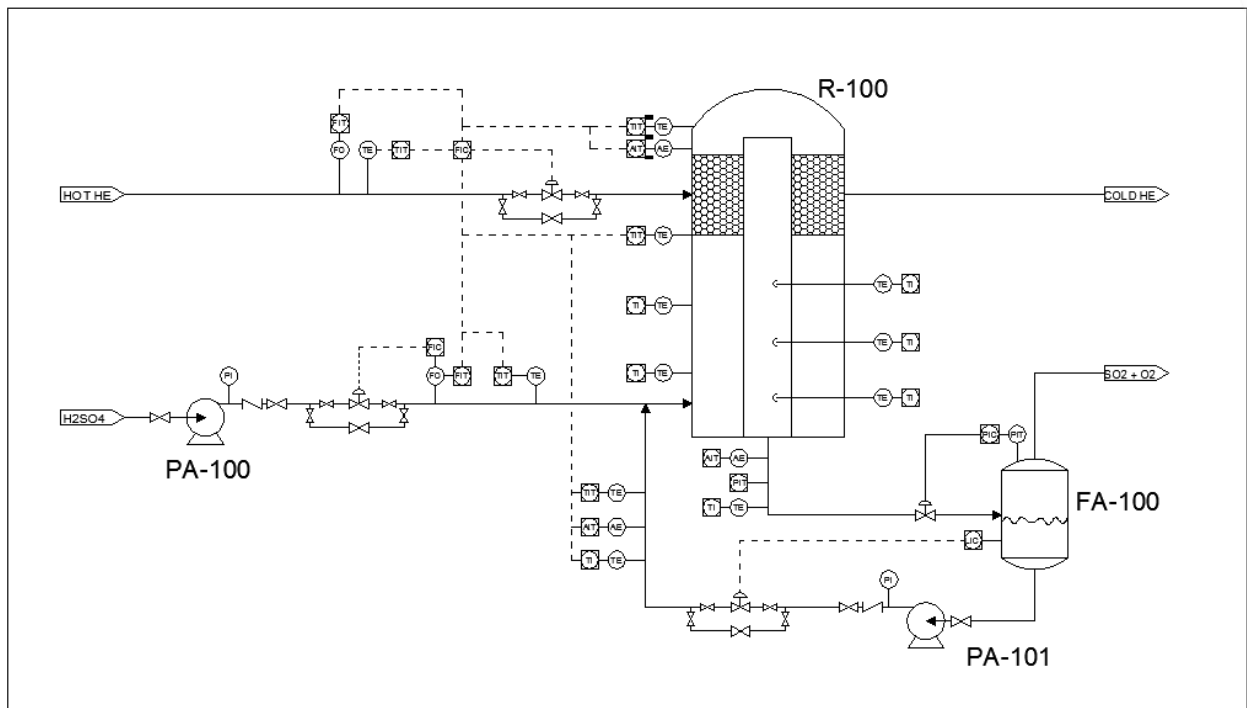 R-100
FIT
TIT
TE
FO
TE
TIT
FIC
AIT
AE
HOT HE
COLD HE
TIT
TE
TE
TI
TI
TE
FIC
TE
TI
PI
FO
FIT
TIT
TE
TI
TE
SO2 + O2
TE
TI
H2SO4
PIC
PIT
PA-100
AIT
AE
PIT
FA-100
TIT
TE
TI
TE
AIT
AE
LIC
TI
TE
PI
PA-101